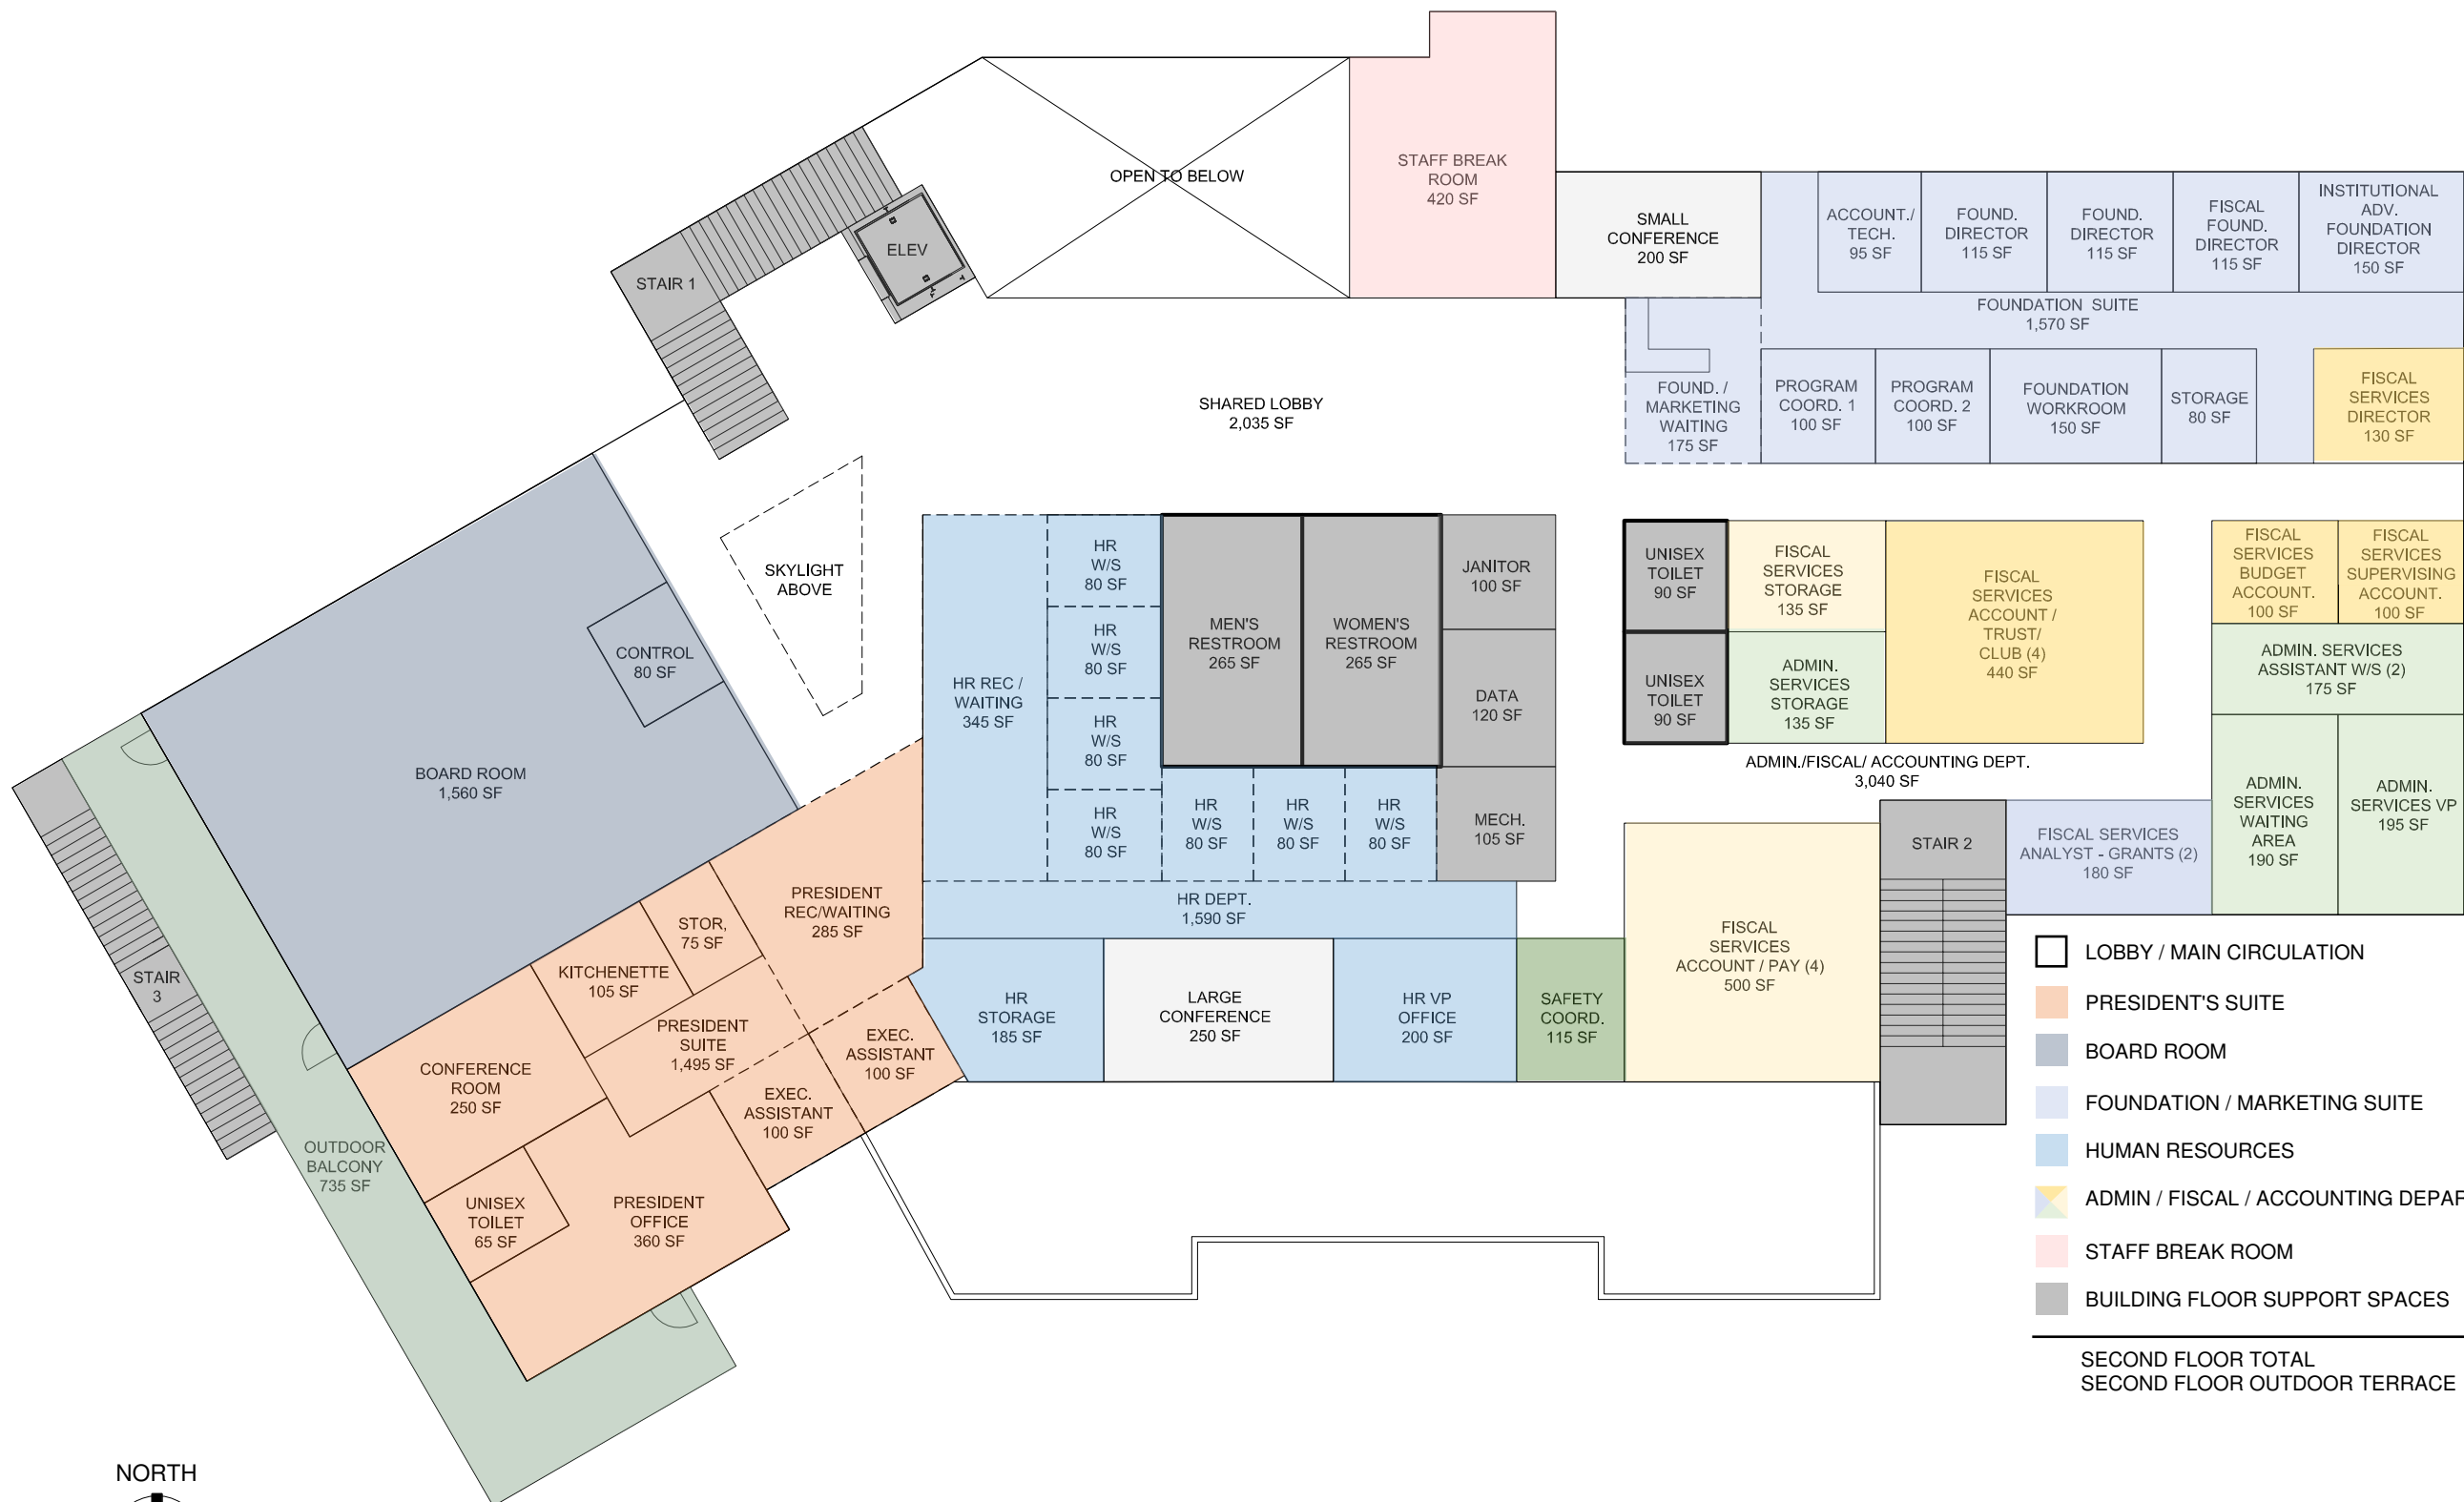 OPEN TO BELOW
STAFF BREAK
ROOM
420 SF
SMALL
CONFERENCE
200 SF
ACCOUNT./
TECH.
95 SF
FOUND.
DIRECTOR
115 SF
FOUND.
DIRECTOR
115 SF
FISCAL
FOUND.
DIRECTOR
115 SF
INSTITUTIONAL
ADV.
FOUNDATION
DIRECTOR
150 SF
ELEV
STAIR 1
FOUNDATION SUITE
1,570 SF
SHARED LOBBY
2,035 SF
FOUND. /
MARKETING
WAITING
175 SF
PROGRAM
COORD. 1
100 SF
PROGRAM
COORD. 2
100 SF
FOUNDATION
WORKROOM
150 SF
STORAGE
80 SF
FISCAL
SERVICES
DIRECTOR
130 SF
SKYLIGHT
ABOVE
HR
W/S
80 SF
HR
W/S
80 SF
HR
W/S
80 SF
HR
W/S
80 SF
HR REC /
WAITING
345 SF
MEN'S
RESTROOM
265 SF
WOMEN'S
RESTROOM
265 SF
JANITOR
100 SF
DATA
120 SF
MECH.
105 SF
HR
W/S
80 SF
HR
W/S
80 SF
HR
W/S
80 SF
UNISEX
TOILET
90 SF
UNISEX
TOILET
90 SF
FISCAL
SERVICES
STORAGE
135 SF
ADMIN.
SERVICES
STORAGE
135 SF
FISCAL
SERVICES
ACCOUNT /
TRUST/
CLUB (4)
440 SF
FISCAL
SERVICES
BUDGET
ACCOUNT.
100 SF
FISCAL
SERVICES
SUPERVISING
ACCOUNT.
100 SF
ADMIN. SERVICES
ASSISTANT W/S (2)
175 SF
ADMIN./FISCAL/ ACCOUNTING DEPT.
3,040 SF
ADMIN.
SERVICES
WAITING
AREA
190 SF
ADMIN.
SERVICES VP
195 SF
CONTROL
80 SF
BOARD ROOM
1,560 SF
STAIR 2
FISCAL SERVICES
ANALYST - GRANTS (2)
180 SF
PRESIDENT
REC/WAITING
285 SF
STOR,
75 SF
KITCHENETTE
105 SF
HR DEPT.
1,590 SF
FISCAL
SERVICES
ACCOUNT / PAY (4)
500 SF
STAIR
3
HR
STORAGE
185 SF
LARGE
CONFERENCE
250 SF
HR VP
OFFICE
200 SF
SAFETY
COORD.
115 SF
PRESIDENT
SUITE
1,495 SF
EXEC.
ASSISTANT
100 SF
EXEC.
ASSISTANT
100 SF
CONFERENCE
ROOM
250 SF
OUTDOOR
BALCONY
735 SF
UNISEX
TOILET
65 SF
PRESIDENT
OFFICE
360 SF
LOBBY / MAIN CIRCULATION
PRESIDENT'S SUITE
BOARD ROOM
FOUNDATION / MARKETING SUITE
HUMAN RESOURCES
ADMIN / FISCAL / ACCOUNTING DEPAR
STAFF BREAK ROOM
BUILDING FLOOR SUPPORT SPACES
SECOND FLOOR TOTAL
SECOND FLOOR OUTDOOR TERRACE
NORTH